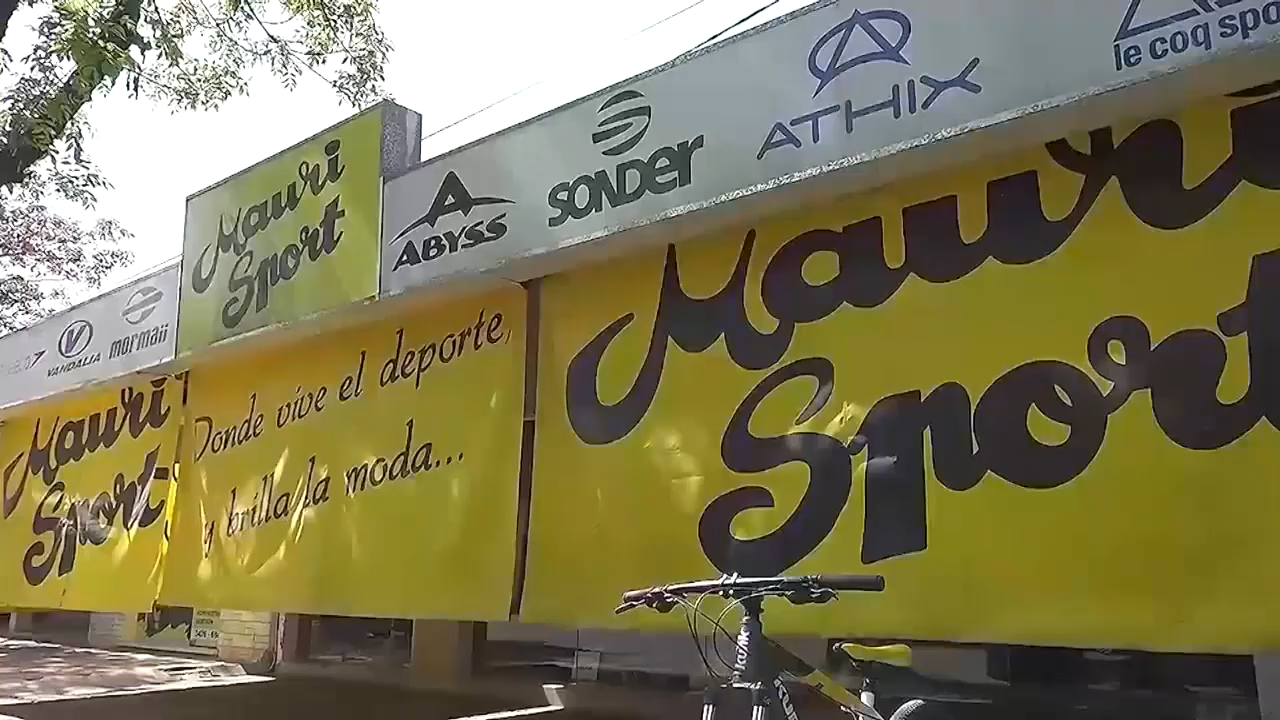 le coq spo
ATHIX
SONDER
ABYSS
Mauri
Sport
mormaii
VANDALIA
Mauri
Sport
Donde vive el deporte,
y brilla la moda...
Mauri
Sport